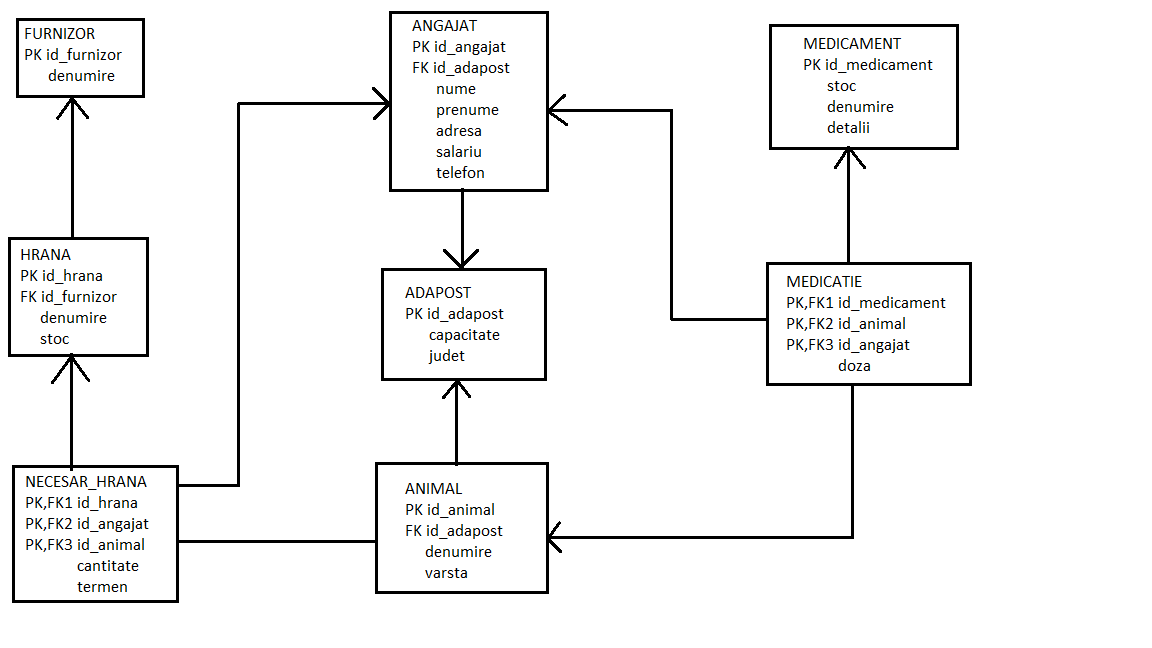 FURNIZOR
PK id_furnizor
denumire
ANGAJAT
PK id_angajat
FK id_adapost
nume
prenume
adresa
salariu
telefon
MEDICAMENT
PK id_medicament
stoc
denumire
detalii
HRANA
PK id_hrana
FK id_furnizor
denumire
stoc
ADAPOST
PK id_adapost
capacitate
judet
MEDICATIE
PK,FK1 id_medicament
PK,FK2 id_animal
PK,FK3 id_angajat
doza
NECESAR_HRANA
PK,FK1 id_hrana
PK,FK2 id_angajat
PK,FK3 id_animal
cantitate
termen
ANIMAL
PK id_animal
FK id_adapost
denumire
varsta